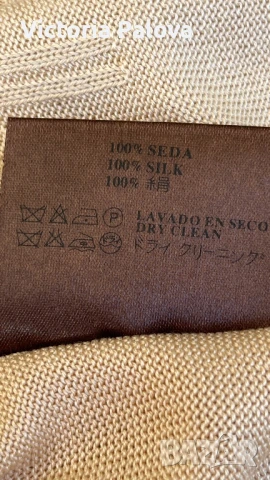 Victoria Palova
100% SEDA
100% SILK
100% 絹
P LAVADO EN SECO
DRY CLEAN
ドライ クリーニング
BAZAR